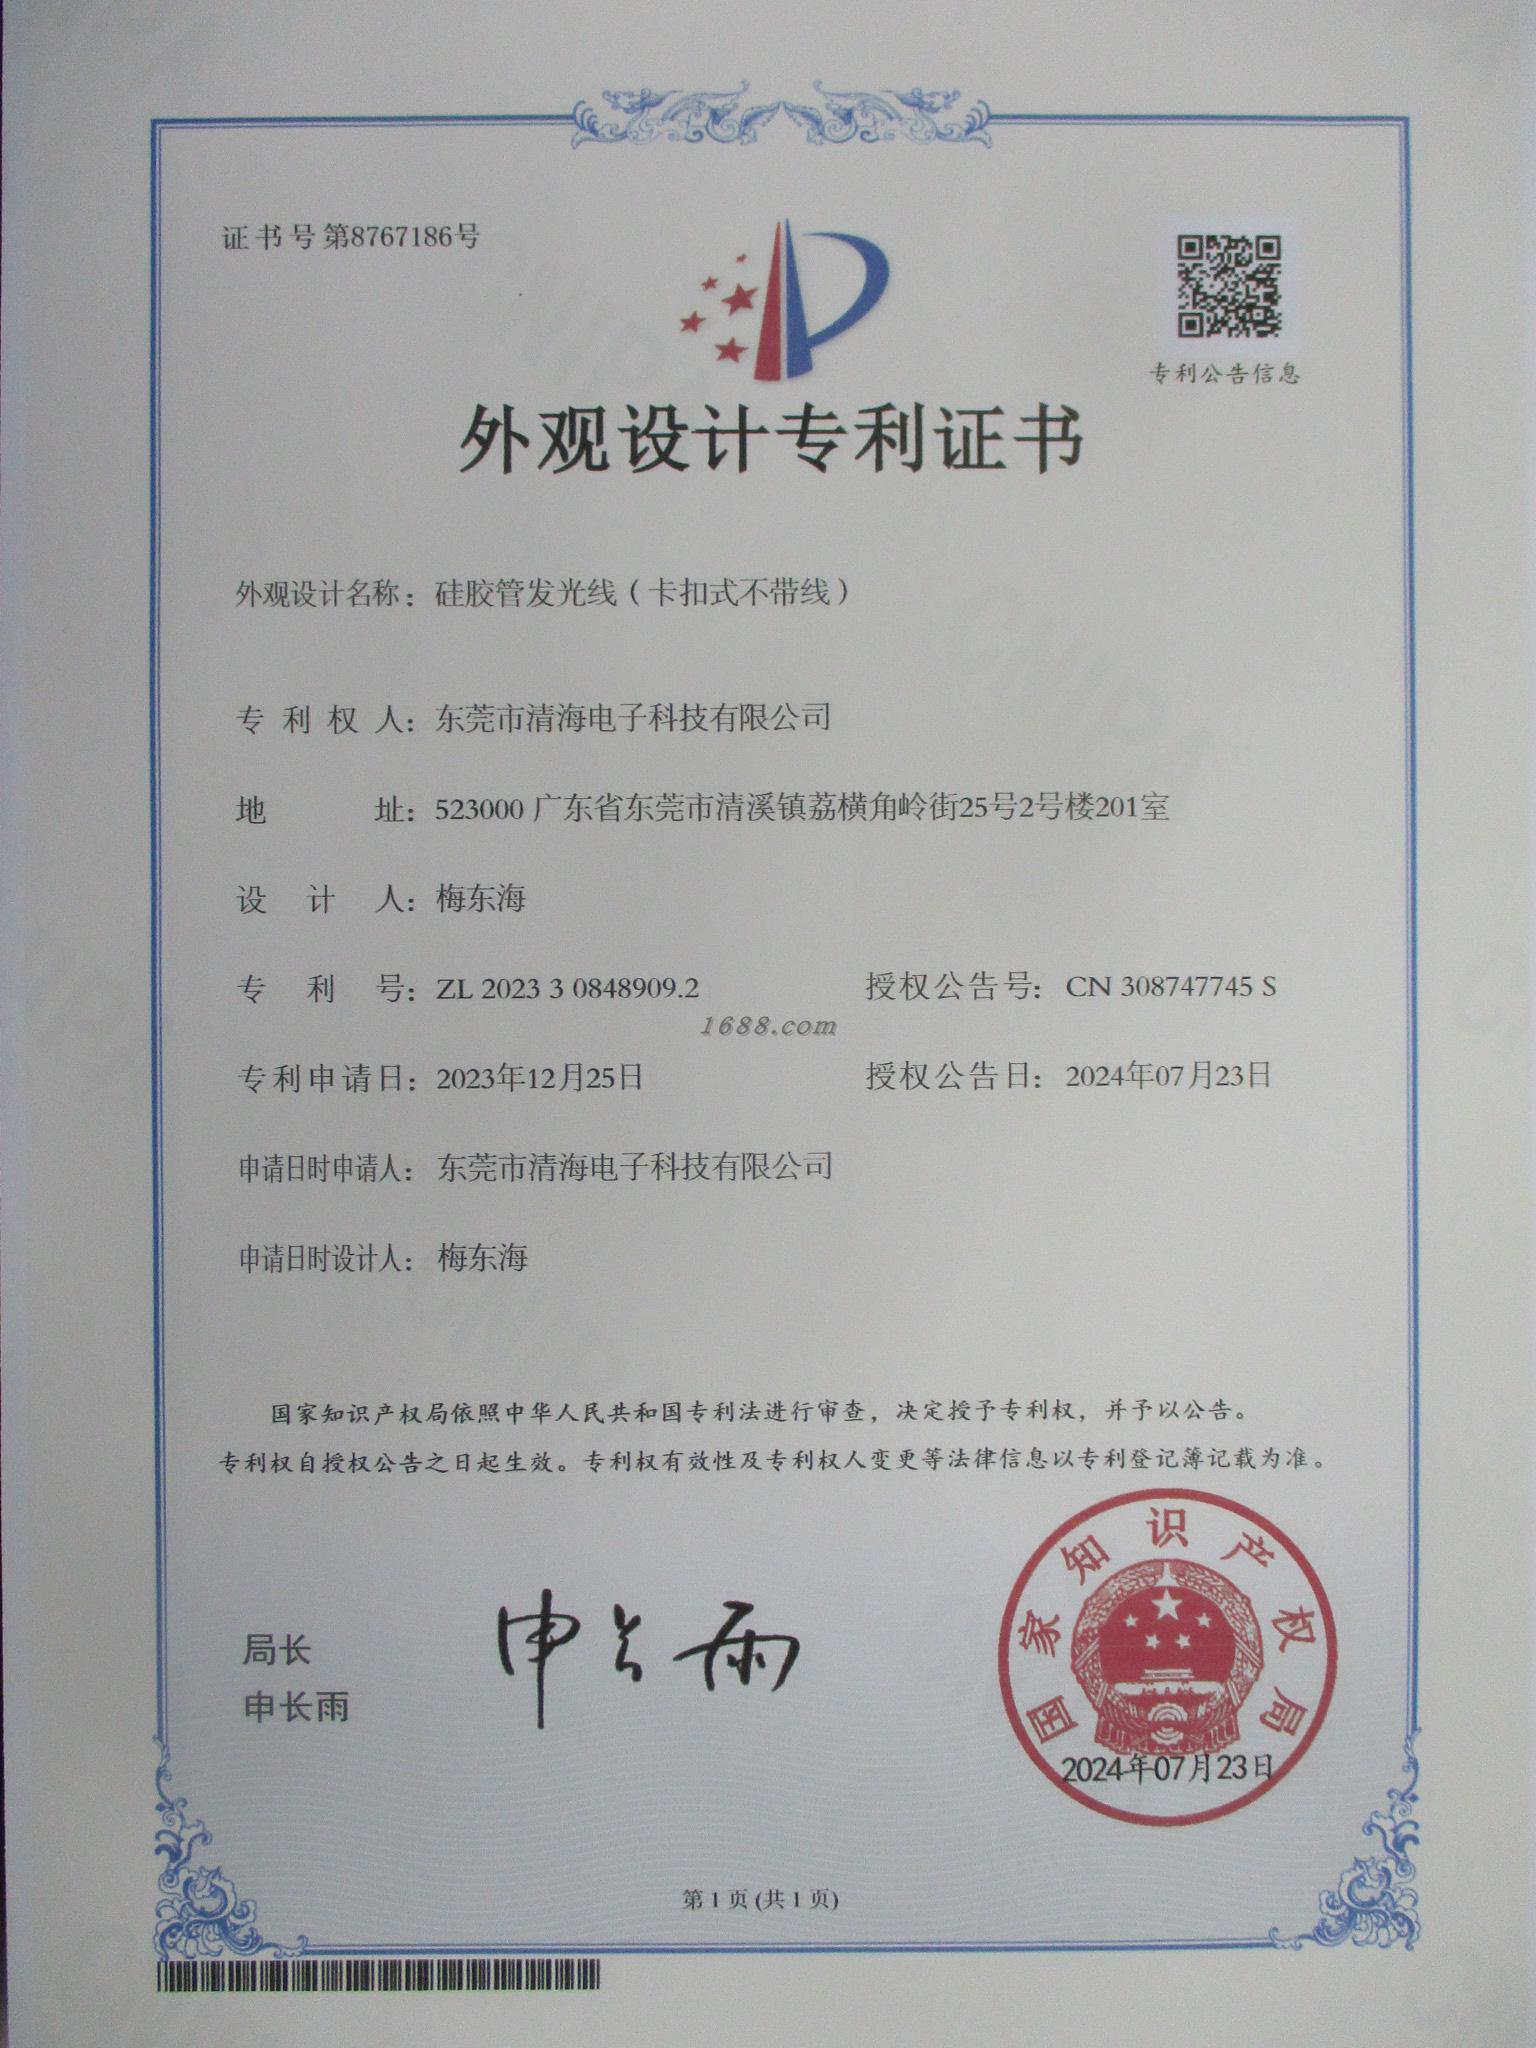 证书号第8767186号
专利公告信息
外观设计专利证书
外观设计名称：硅胶管发光线（卡扣式不带线）
专利权人：东莞市清海电子科技有限公司
地址：523000 广东省东莞市清溪镇荔横角岭街25号2号楼201室
设计人：梅东海
专利号：ZL 2023 3 0848909.2 授权公告号：CN 308747745 S
1688.com
专利申请日：2023年12月25日 授权公告日：2024年07月23日
申请日时申请人：东莞市清海电子科技有限公司
申请日时设计人：梅东海
国家知识产权局依照中华人民共和国专利法进行审查，决定授予专利权，并予以公告。
专利权自授权公告之日起生效。专利权有效性及专利权人变更等法律信息以专利登记簿记载为准。
局长
申长雨
申长雨
国家知识产权局
2024年07月23日
第1页(共1页)